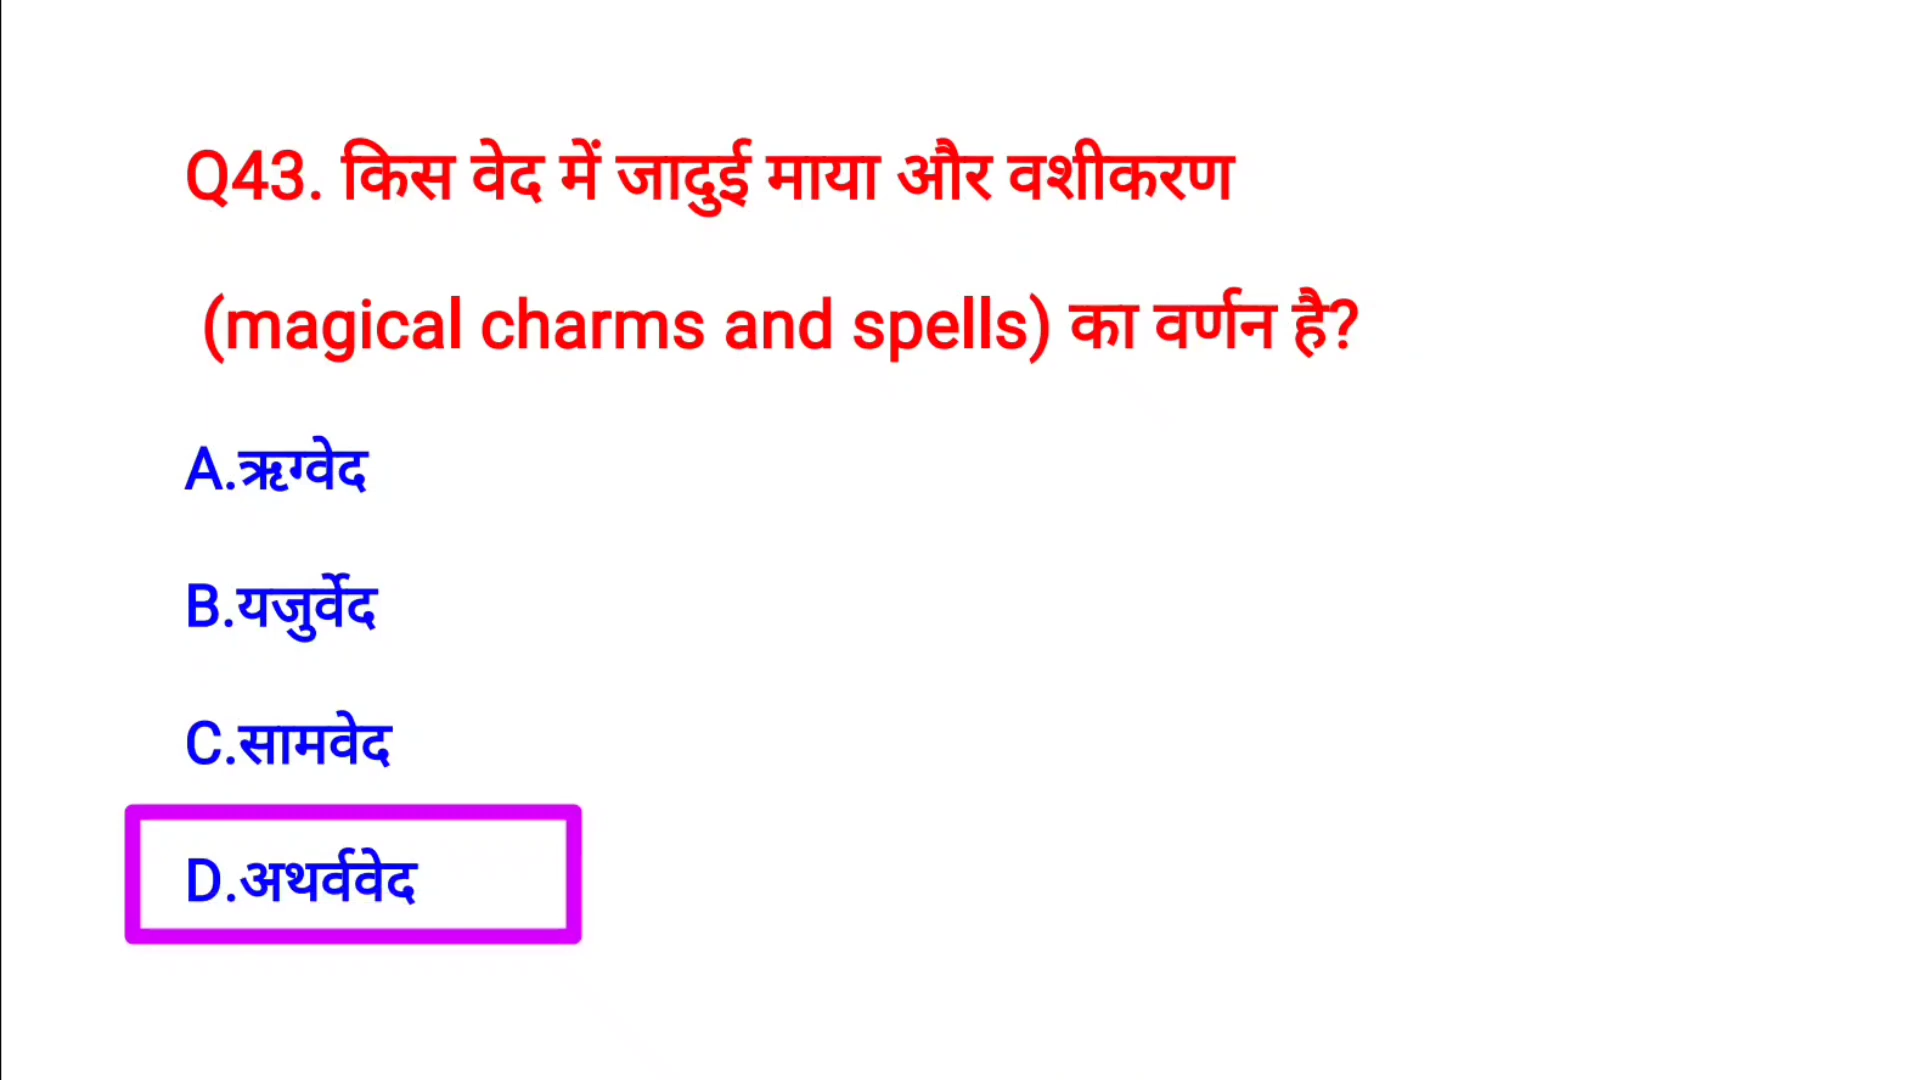 Q43. किस वेद में जादुई माया और वशीकरण
(magical charms and spells) का वर्णन है?
A.ऋग्वेद
B.यजुर्वेद
C.सामवेद
D.अथर्ववेद